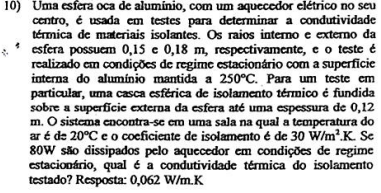 10) Uma esfera oca de alumínio, com um aquecedor elétrico no seu
centro, é usada em testes para determinar a condutividade
térmica de materiais isolantes. Os raios interno e externo da
esfera possuem 0,15 e 0,18 m, respectivamente, e o teste é
realizado em condições de regime estacionário com a superfície
interna do alumínio mantida a 250°C. Para um teste em
particular, uma casca esférica de isolamento térmico é fundida
sobre a superfície externa da esfera até uma espessura de 0,12
m. O sistema encontra-se em uma sala na qual a temperatura do
ar é de 20°C e o coeficiente de isolamento é de 30 W/m².K. Se
80W são dissipados pelo aquecedor em condições de regime
estacionário, qual é a condutividade térmica do isolamento
testado? Resposta: 0,062 W/m.K